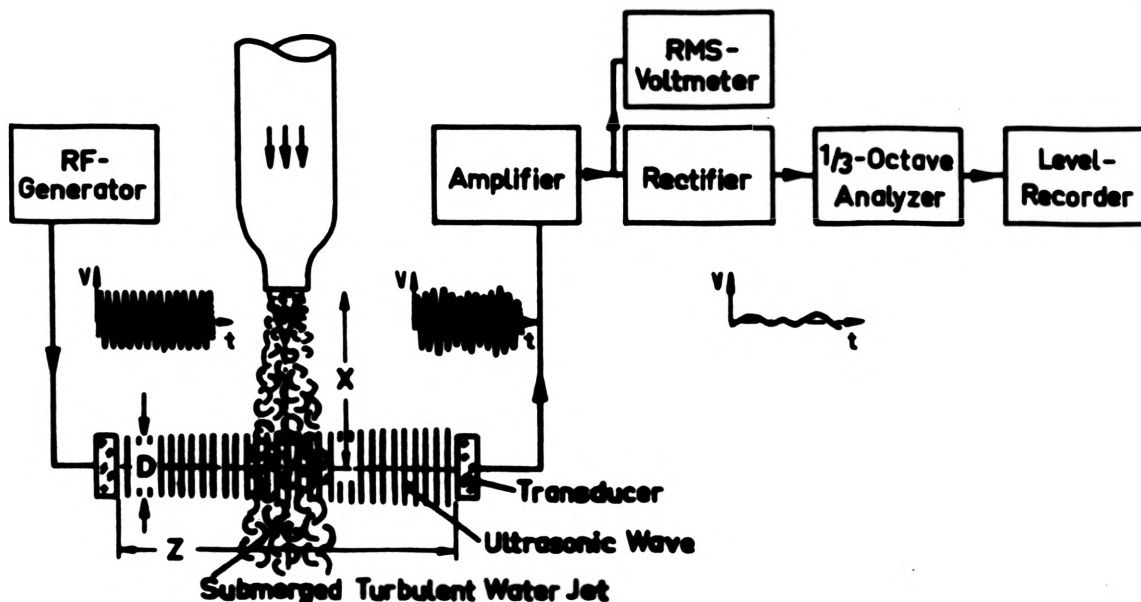 RMS-
Voltmeter
RF-
Generator
Amplifier
Rectifier
1/3-Octave
Analyzer
Level-
Recorder
V
t
V
t
V
t
X
D
Transducer
Z
Ultrasonic Wave
Submerged Turbulent Water Jet